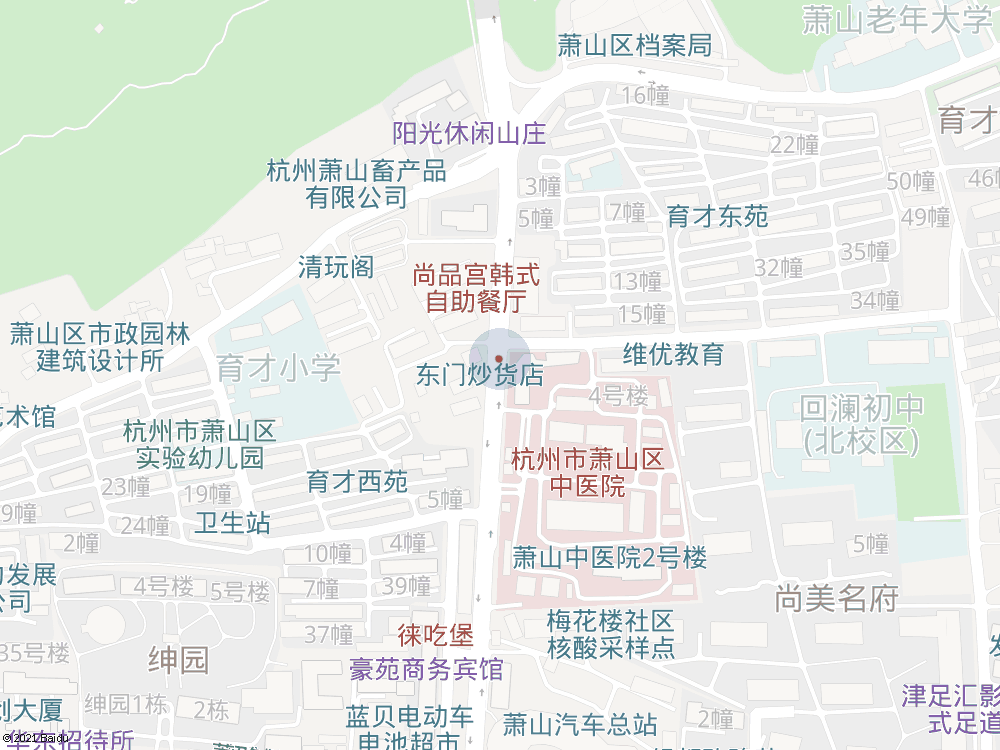 萧山老年大学
萧山区档案局
16幢
育才
阳光休闲山庄
22幢
杭州萧山畜产品
有限公司
3幢
50幢
46幢
5幢
7幢
育才东苑
49幢
35幢
清玩阁
尚品宫韩式
自助餐厅
13幢
32幢
15幢
34幢
萧山区市政园林
建筑设计所
育才小学
维优教育
东门炒货店
4号楼
艺术馆
回澜初中
(北校区)
杭州市萧山区
实验幼儿园
杭州市萧山区
中医院
育才西苑
23幢
19幢
5幢
9幢
24幢
卫生站
2幢
10幢
4幢
5幢
萧山中医院2号楼
发展
公司
4号楼
5号楼
7幢
39幢
尚美名府
梅花楼社区
核酸采样点
37幢
徕吃堡
35号楼
绅园
豪苑商务宾馆
津足汇影
式足道
绅园1栋
2栋
创大厦
蓝贝电动车
电池超市
萧山汽车总站
2幢
华东招待所
© 2021 Baidu